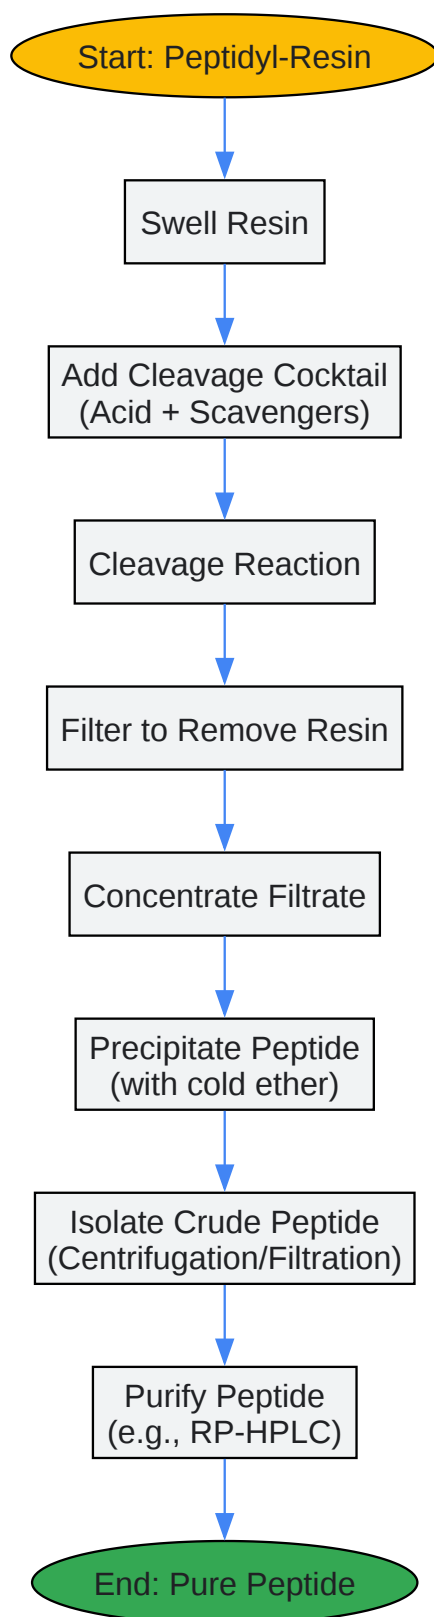 Start: Peptidyl-Resin
Swell Resin
Add Cleavage Cocktail
(Acid + Scavengers)
Cleavage Reaction
Filter to Remove Resin
Concentrate Filtrate
Precipitate Peptide
(with cold ether)
Isolate Crude Peptide
(Centrifugation/Filtration)
Purify Peptide
(e.g., RP-HPLC)
End: Pure Peptide